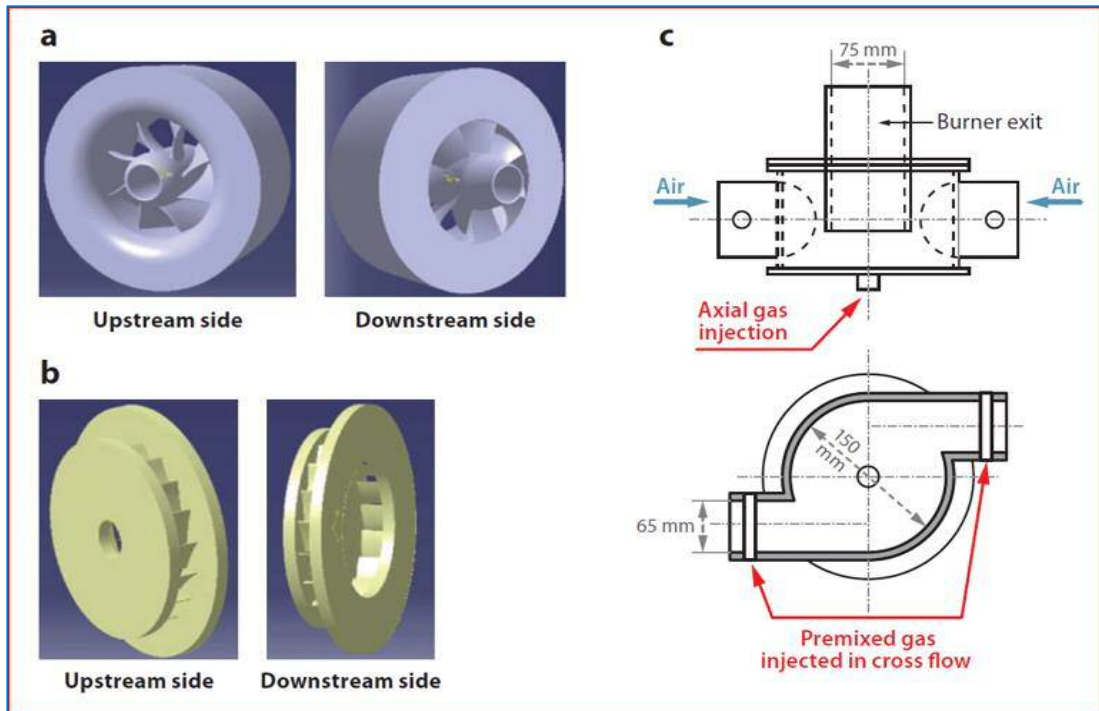 a
Upstream side
Downstream side
b
Upstream side
Downstream side
c
75 mm
Burner exit
Air
Air
Axial gas
injection
150
mm
65 mm
Premixed gas
injected in cross flow